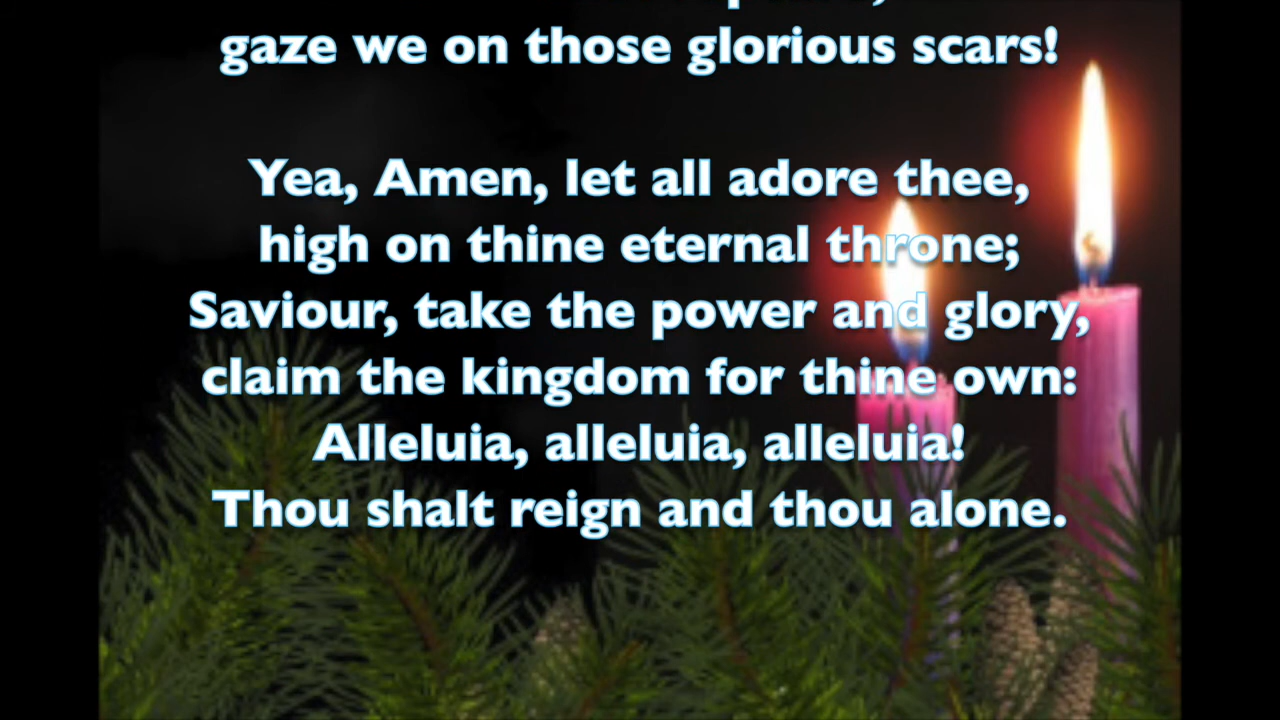 gaze we on those glorious scars!
Yea, Amen, let all adore thee,
high on thine eternal throne;
Saviour, take the power and glory,
claim the kingdom for thine own:
Alleluia, alleluia, alleluia!
Thou shalt reign and thou alone.